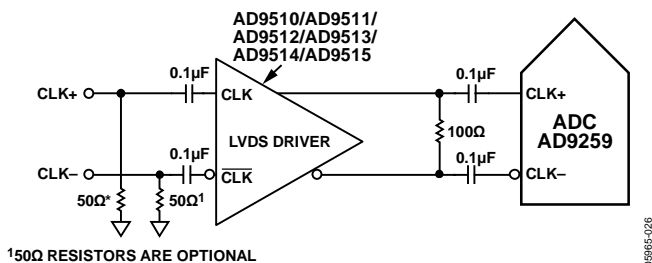 AD9510/AD9511/
AD9512/AD9513/
AD9514/AD9515
CLK+
0.1µF
CLK
LVDS DRIVER
CLK–
0.1µF
CLK
50Ω*
50Ω¹
100Ω
0.1µF
CLK+
ADC
AD9259
0.1µF
CLK–
¹50Ω RESISTORS ARE OPTIONAL
05965-026